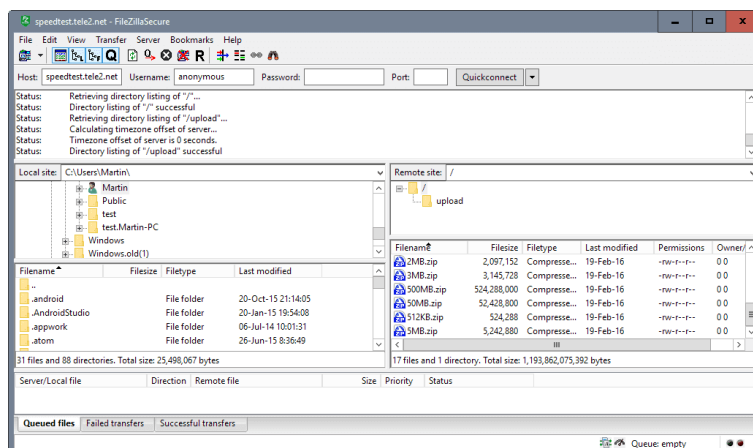 speedtest.tele2.net - FileZillaSecure
File Edit View Transfer Server Bookmarks Help
Host: speedtest.tele2.net Username: anonymous Password: Port: Quickconnect
Status: Retrieving directory listing of "/"...
Status: Directory listing of "/" successful
Status: Retrieving directory listing of "/upload"...
Status: Calculating timezone offset of server...
Status: Timezone offset of server is 0 seconds.
Status: Directory listing of "/upload" successful
Local site: C:\Users\Martin\
Martin
Public
test
test.Martin-PC
Windows
Windows.old(1)
Filename Filesize Filetype Last modified
..
.android File folder 20-Oct-15 21:14:05
.AndroidStudio File folder 20-Jan-15 19:54:08
.appwork File folder 06-Jul-14 10:01:31
.atom File folder 26-Jun-15 8:36:49
31 files and 88 directories. Total size: 25,498,067 bytes
Remote site: /
/
upload
Filename Filesize Filetype Last modified Permissions Owner/
2MB.zip 2,097,152 Compresse... 19-Feb-16 -rw-r--r-- 0 0
3MB.zip 3,145,728 Compresse... 19-Feb-16 -rw-r--r-- 0 0
500MB.zip 524,288,000 Compresse... 19-Feb-16 -rw-r--r-- 0 0
50MB.zip 52,428,800 Compresse... 19-Feb-16 -rw-r--r-- 0 0
512KB.zip 524,288 Compresse... 19-Feb-16 -rw-r--r-- 0 0
5MB.zip 5,242,880 Compresse... 19-Feb-16 -rw-r--r-- 0 0
17 files and 1 directory. Total size: 1,193,862,075,392 bytes
Server/Local file Direction Remote file Size Priority Status
Queued files Failed transfers Successful transfers
Queue: empty